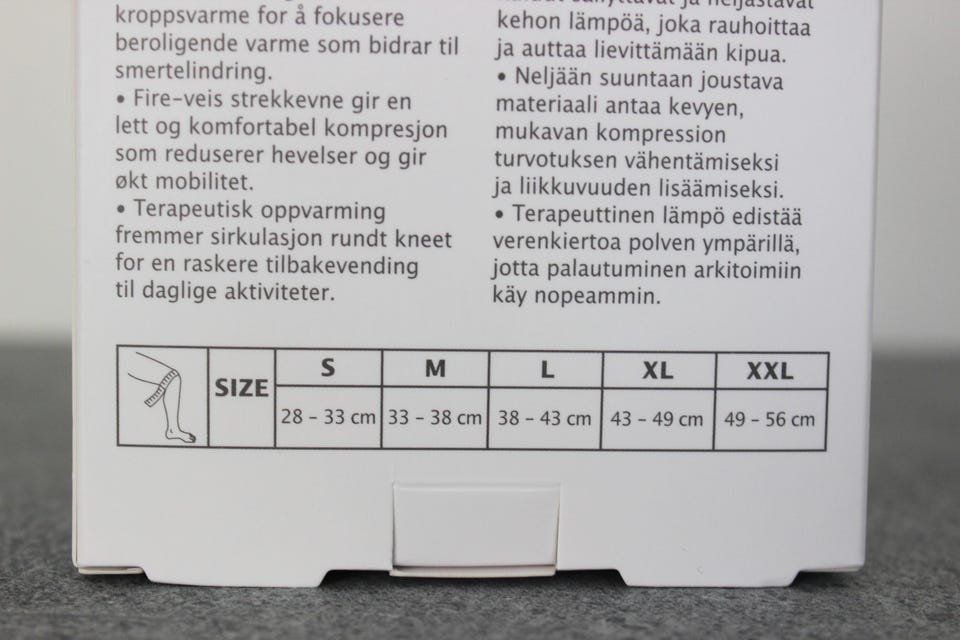 kroppsvarme for å fokusere
beroligende varme som bidrar til
smertelindring.
• Fire-veis strekkevne gir en
lett og komfortabel kompresjon
som reduserer hevelser og gir
økt mobilitet.
• Terapeutisk oppvarming
fremmer sirkulasjon rundt kneet
for en raskere tilbakevending
til daglige aktiviteter.
kehon lämpöä, joka rauhoittaa
ja auttaa lievittämään kipua.
• Neljään suuntaan joustava
materiaali antaa kevyen,
mukavan kompression
turvotuksen vähentämiseksi
ja liikkuvuuden lisäämiseksi.
• Terapeuttinen lämpö edistää
verenkiertoa polven ympärillä,
jotta palautuminen arkitoimiin
käy nopeammin.
SIZE S M L XL XXL
28 – 33 cm 33 – 38 cm 38 – 43 cm 43 – 49 cm 49 – 56 cm